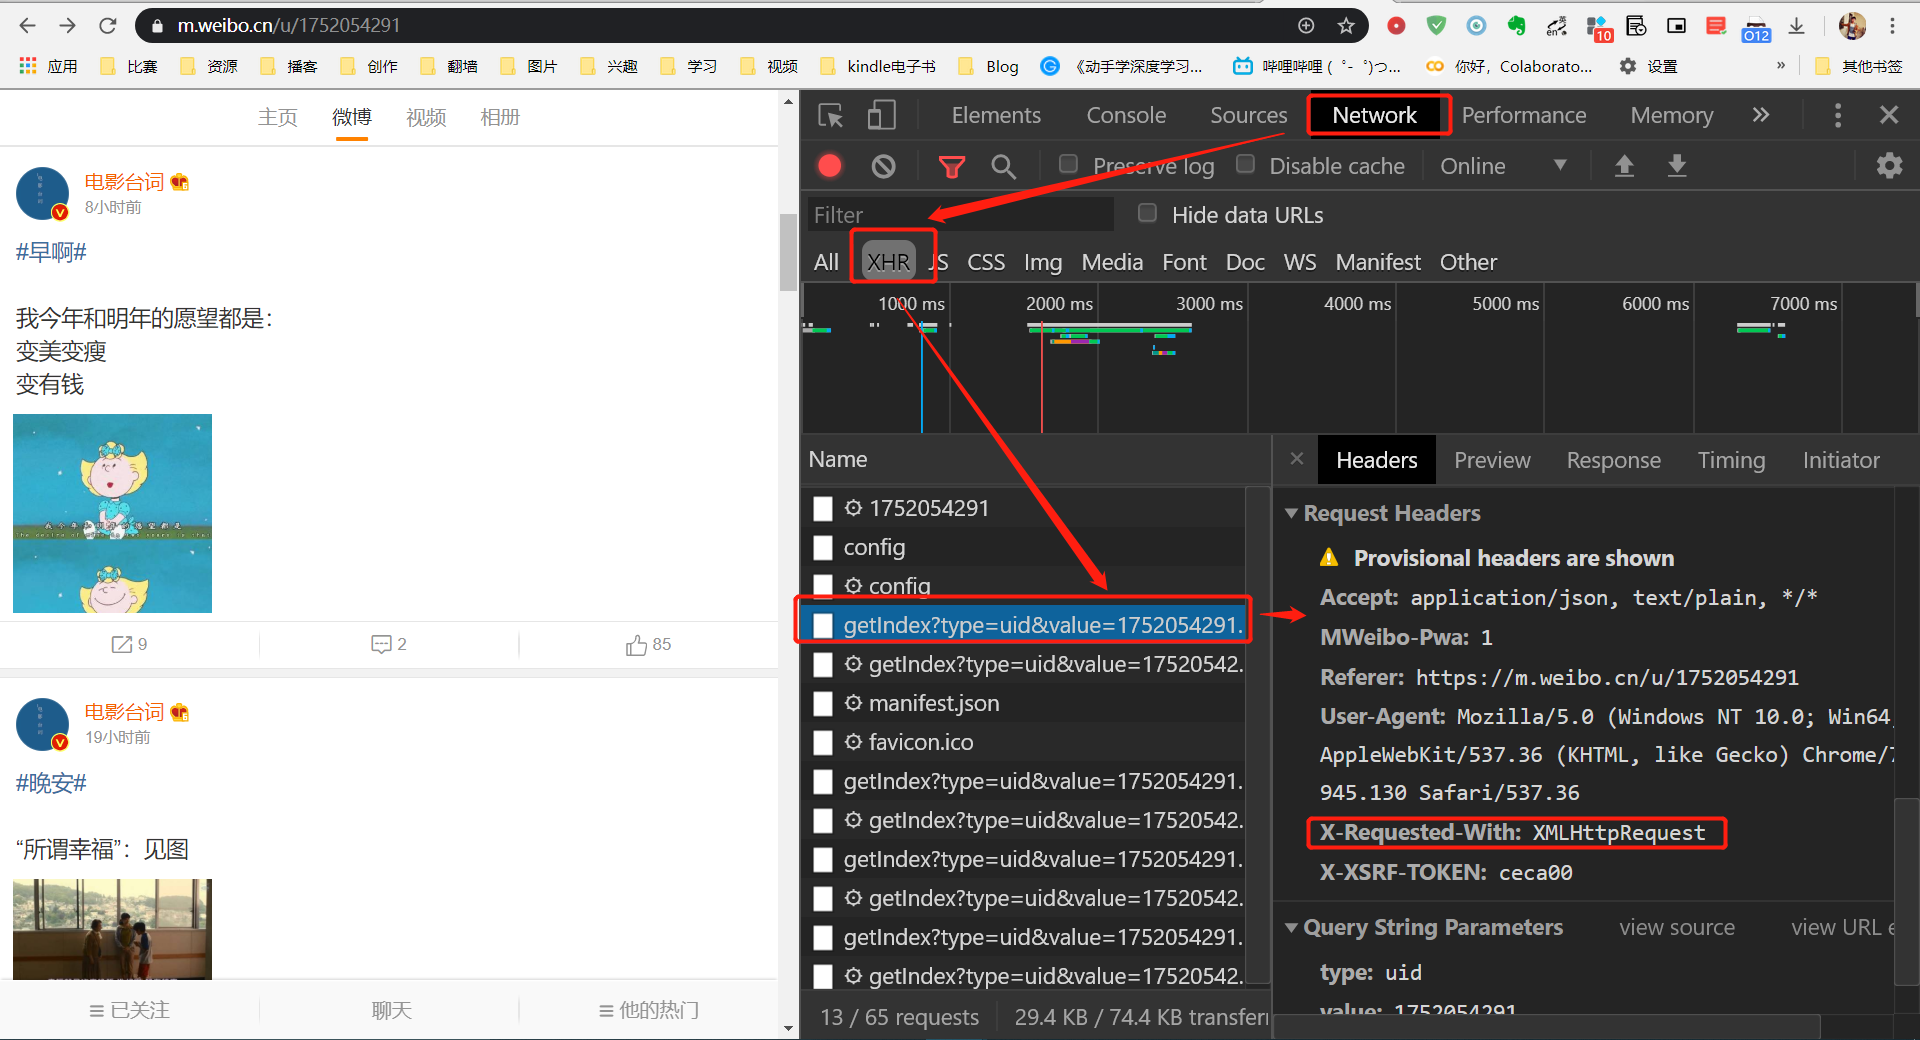 m.weibo.cn/u/1752054291
10
O12
应用
比赛
资源
播客
创作
翻墙
图片
兴趣
学习
视频
kindle电子书
Blog
《动手学深度学习...
哔哩哔哩 ( ゜- ゜)つ...
你好，Colaborato...
设置
»
其他书签
主页 微博 视频 相册
电影台词
8小时前
#早啊#
我今年和明年的愿望都是：
变美变瘦
变有钱
我今年和明年的愿望都是
9
2
85
电影台词
19小时前
#晚安#
“所谓幸福”：见图
已关注
聊天
他的热门
Elements Console Sources Network Performance Memory »
Preserve log Disable cache Online
Filter Hide data URLs
All XHR JS CSS Img Media Font Doc WS Manifest Other
1000 ms 2000 ms 3000 ms 4000 ms 5000 ms 6000 ms 7000 ms
Name
1752054291
config
config
getIndex?type=uid&value=1752054291.
getIndex?type=uid&value=17520542.
manifest.json
favicon.ico
getIndex?type=uid&value=1752054291.
getIndex?type=uid&value=17520542.
getIndex?type=uid&value=1752054291.
getIndex?type=uid&value=17520542.
getIndex?type=uid&value=1752054291.
getIndex?type=uid&value=17520542.
13 / 65 requests 29.4 KB / 74.4 KB transferr
Headers Preview Response Timing Initiator
Request Headers
Provisional headers are shown
Accept: application/json, text/plain, */*
MWeibo-Pwa: 1
Referer: https://m.weibo.cn/u/1752054291
User-Agent: Mozilla/5.0 (Windows NT 10.0; Win64;
AppleWebKit/537.36 (KHTML, like Gecko) Chrome/7
945.130 Safari/537.36
X-Requested-With: XMLHttpRequest
X-XSRF-TOKEN: ceca00
Query String Parameters view source view URL e
type: uid
value: 1752054291